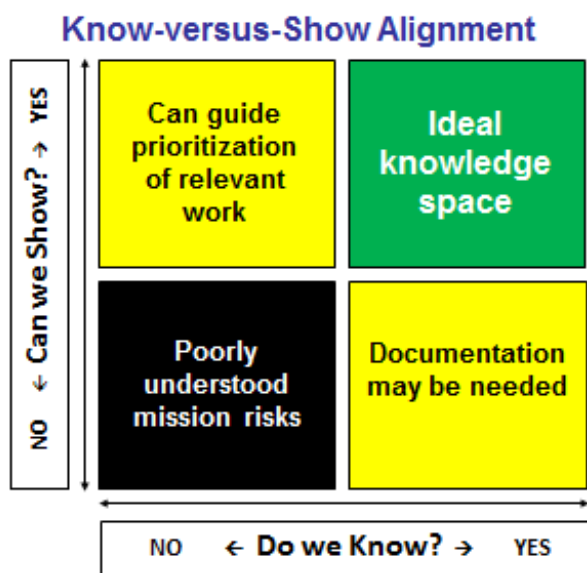 Know-versus-Show Alignment
NO ← Can we Show? → YES
Can guide
prioritization
of relevant
work
Ideal
knowledge
space
Poorly
understood
mission risks
Documentation
may be needed
NO ← Do we Know? → YES